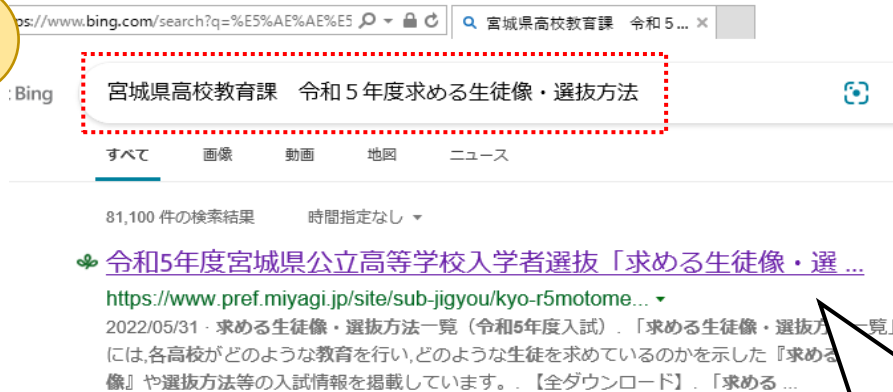 ps://www.bing.com/search?q=%E5%AE%AE%E5
宮城県高校教育課　令和５... ×
Bing
宮城県高校教育課　令和５年度求める生徒像・選抜方法
すべて 画像 動画 地図 ニュース
81,100 件の検索結果 時間指定なし
令和5年度宮城県公立高等学校入学者選抜「求める生徒像・選 ...
https://www.pref.miyagi.jp/site/sub-jigyou/kyo-r5motome...
2022/05/31 · 求める生徒像・選抜方法一覧（令和5年度入試）. 「求める生徒像・選抜方 一覧」
には,各高校がどのような教育を行い,どのような生徒を求めているのかを示した『求める
像』や選抜方法等の入試情報を掲載しています。. 【全ダウンロード】. 「求める ...